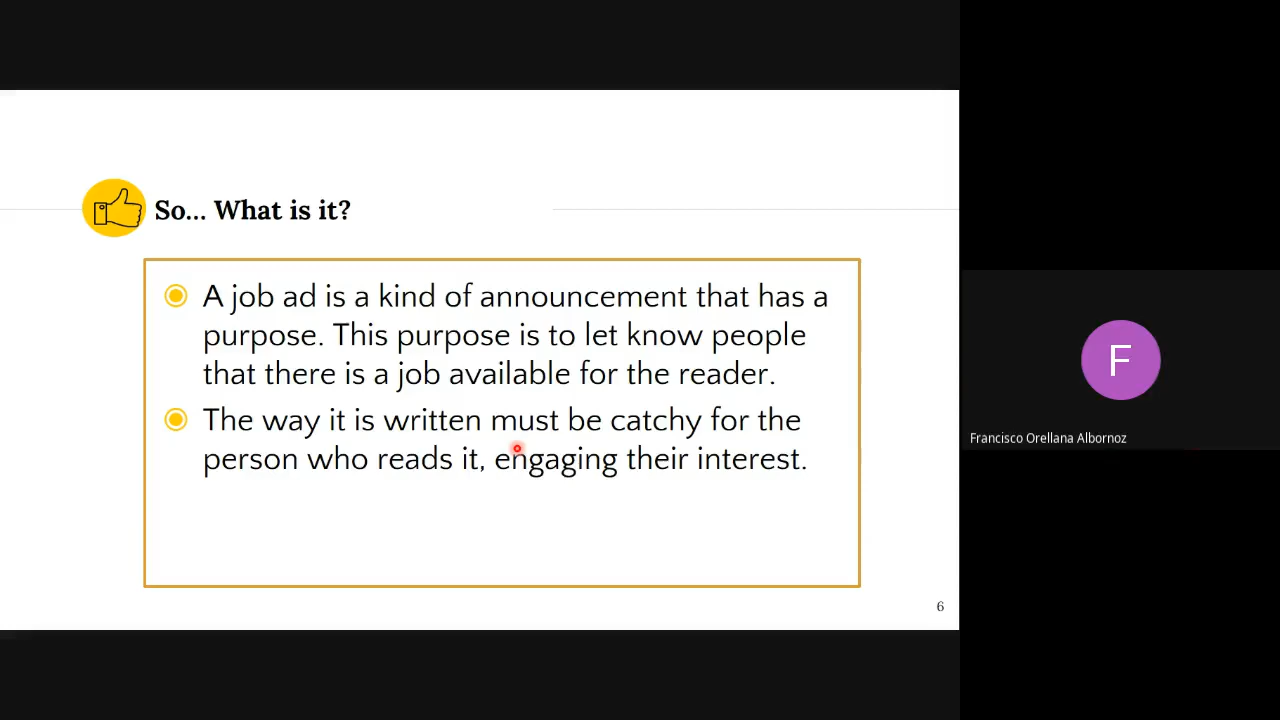 So... What is it?
A job ad is a kind of announcement that has a
purpose. This purpose is to let know people
that there is a job available for the reader.
The way it is written must be catchy for the
person who reads it, engaging their interest.
6
F
Francisco Orellana Albornoz